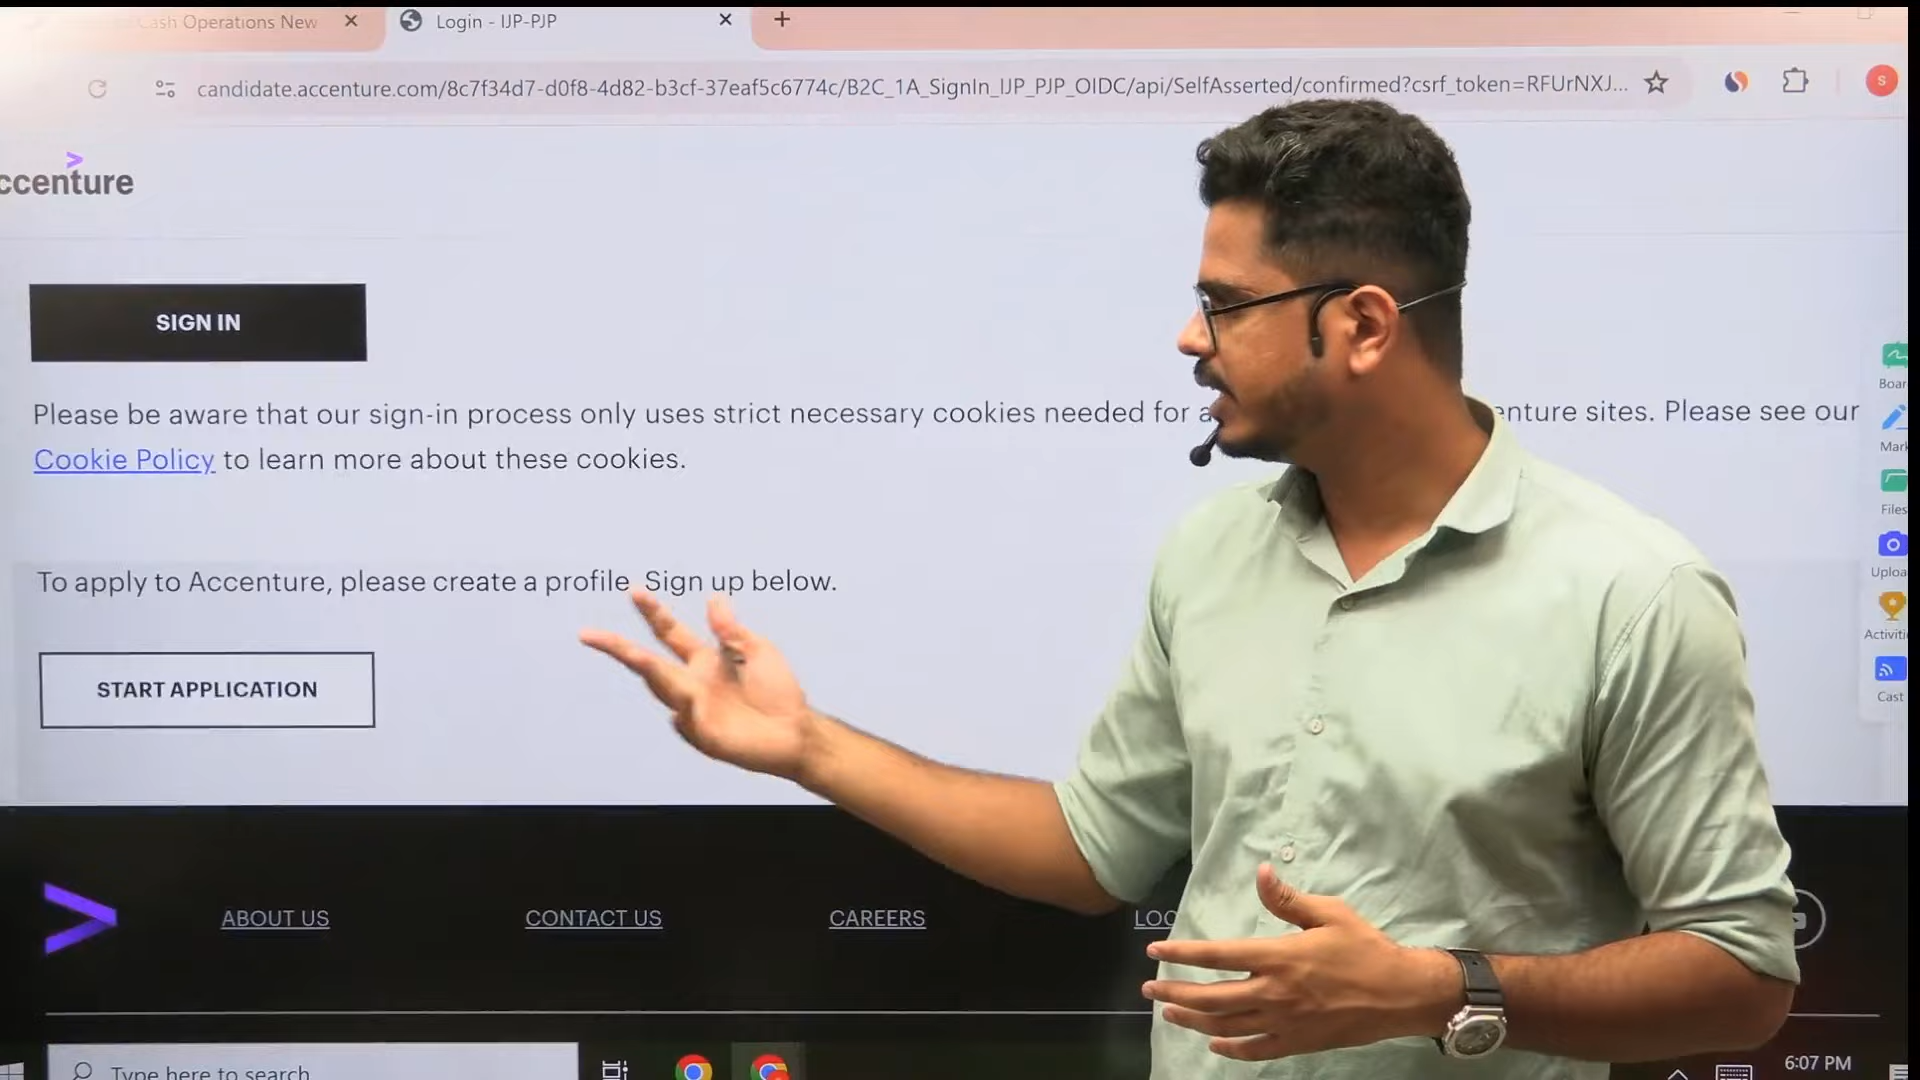 Cash Operations New
Login - IJP-PJP
candidate.accenture.com/8c7f34d7-d0f8-4d82-b3cf-37eaf5c6774c/B2C_1A_SignIn_IJP_PJP_OIDC/api/SelfAsserted/confirmed?csrf_token=RFUrNXJ...
S
ccenture
SIGN IN
Please be aware that our sign-in process only uses strict necessary cookies needed for a enture sites. Please see our
Cookie Policy to learn more about these cookies.
To apply to Accenture, please create a profile. Sign up below.
START APPLICATION
Boar
Mark
Files
Uploa
Activiti
Cast
ABOUT US
CONTACT US
CAREERS
LOC
Type here to search
6:07 PM